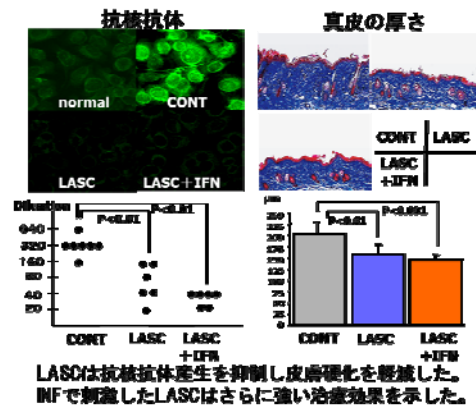 抗核抗体
真皮の厚さ
normal
CONT
LASC
LASC+IFN
CONT
LASC
LASC
+IFN
Dilution
P<0.01
P<0.01
640
320
160
80
40
20
CONT
LASC
LASC
+IFN
μm
P<0.001
P<0.01
CONT
LASC
LASC
+IFN
LASCは抗核抗体産生を抑制し皮膚硬化を軽減した。
INFで刺激したLASCはさらに強い治療効果を示した。